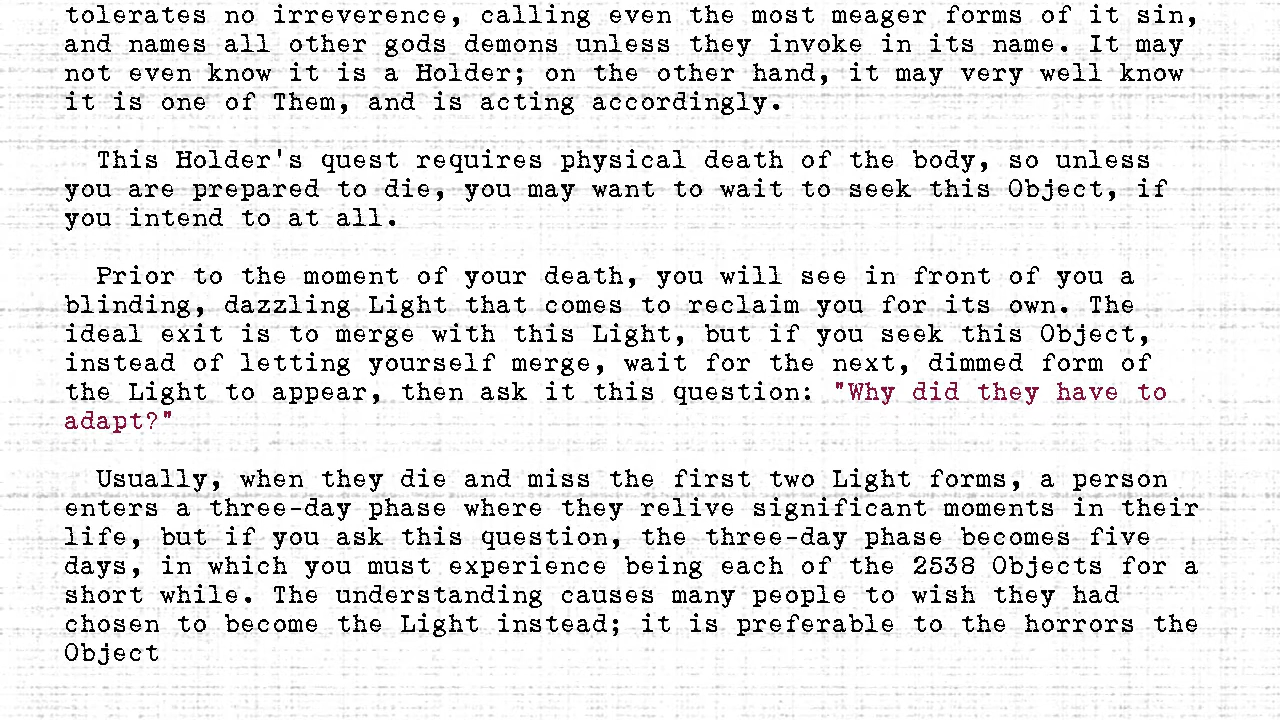 tolerates no irreverence, calling even the most meager forms of it sin,
and names all other gods demons unless they invoke in its name. It may
not even know it is a Holder; on the other hand, it may very well know
it is one of Them, and is acting accordingly.
This Holder's quest requires physical death of the body, so unless
you are prepared to die, you may want to wait to seek this Object, if
you intend to at all.
Prior to the moment of your death, you will see in front of you a
blinding, dazzling Light that comes to reclaim you for its own. The
ideal exit is to merge with this Light, but if you seek this Object,
instead of letting yourself merge, wait for the next, dimmed form of
the Light to appear, then ask it this question: "Why did they have to
adapt?"
Usually, when they die and miss the first two Light forms, a person
enters a three-day phase where they relive significant moments in their
life, but if you ask this question, the three-day phase becomes five
days, in which you must experience being each of the 2538 Objects for a
short while. The understanding causes many people to wish they had
chosen to become the Light instead; it is preferable to the horrors the
Object